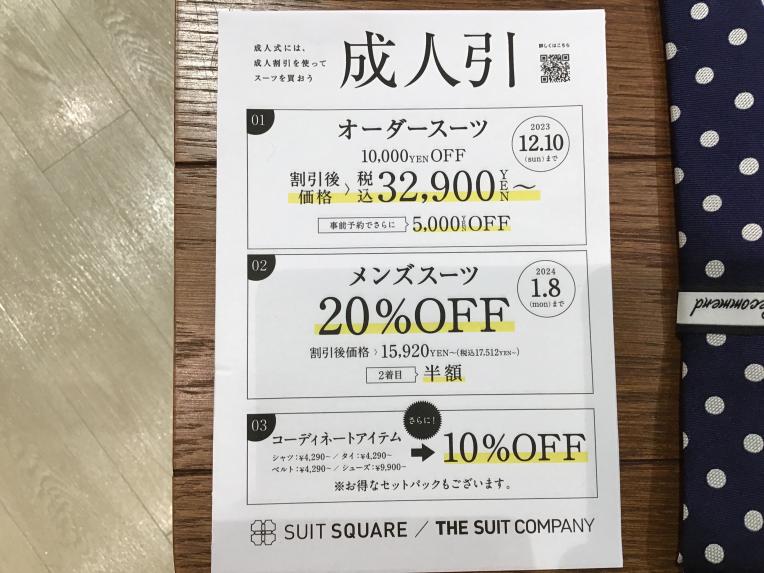 成人式には、
成人割引を使って
スーツを買おう
成人引
詳しくはこちら
01
オーダースーツ
10,000YEN OFF
2023
12.10
(sun)まで
割引後価格 〉 税込 32,900YEN～
事前予約でさらに 5,000YEN OFF
02
メンズスーツ
2024
1.8
(mon)まで
20%OFF
割引後価格 〉 15,920YEN～(税込17,512YEN～)
2着目 半額
03
コーディネートアイテム
シャツ：¥4,290～ / タイ：¥4,290～
ベルト：¥4,290～ / シューズ：¥9,900～
さらに！
➡ 10%OFF
※お得なセットパックもございます。
SUIT SQUARE / THE SUIT COMPANY
Recommend